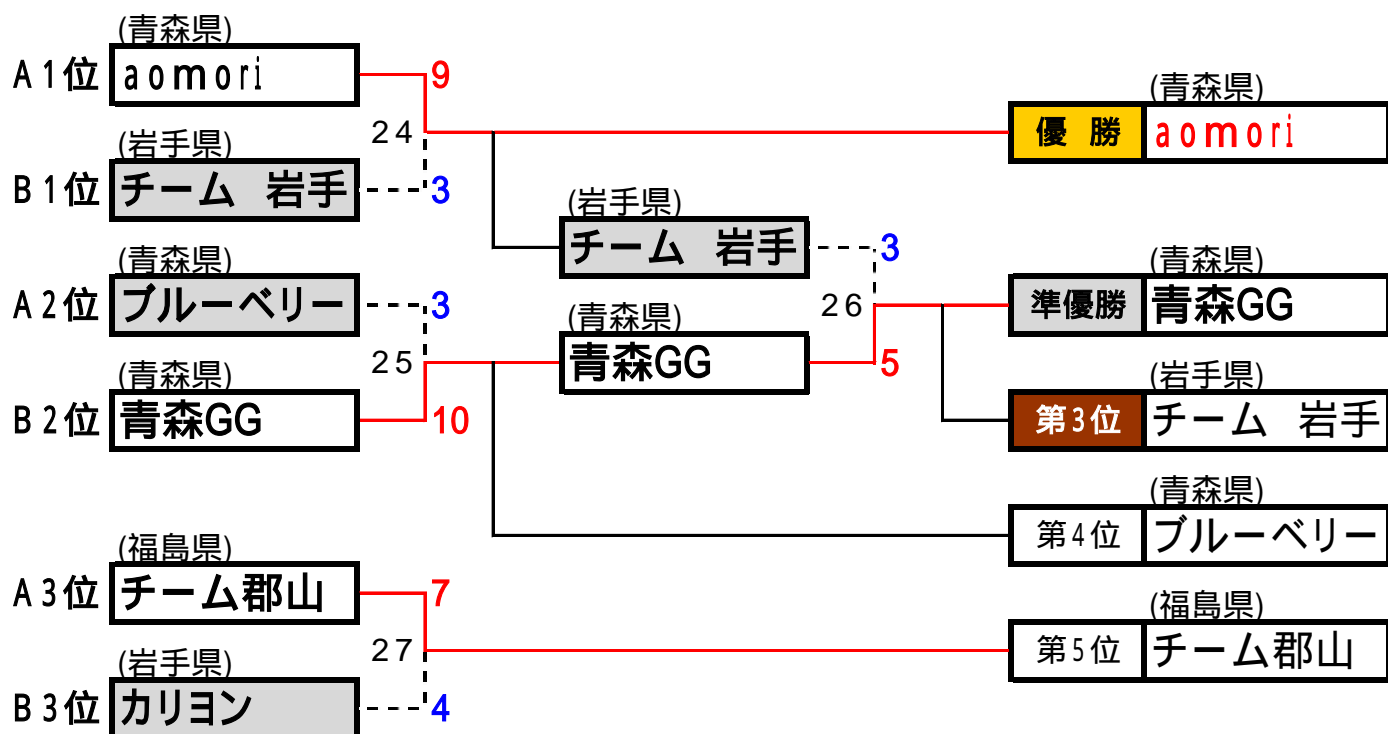 (青森県)
A1位 aomori 9
24
(岩手県)
B1位 チーム 岩手 3
(青森県)
A2位 ブルーベリー 3
25
(青森県)
B2位 青森GG 10
(福島県)
A3位 チーム郡山 7
27
(岩手県)
B3位 カリヨン 4
(岩手県)
チーム 岩手 3
26
(青森県)
青森GG 5
(青森県)
優 勝 aomori
(青森県)
準優勝 青森GG
(岩手県)
第3位 チーム 岩手
(青森県)
第4位 ブルーベリー
(福島県)
第5位 チーム郡山